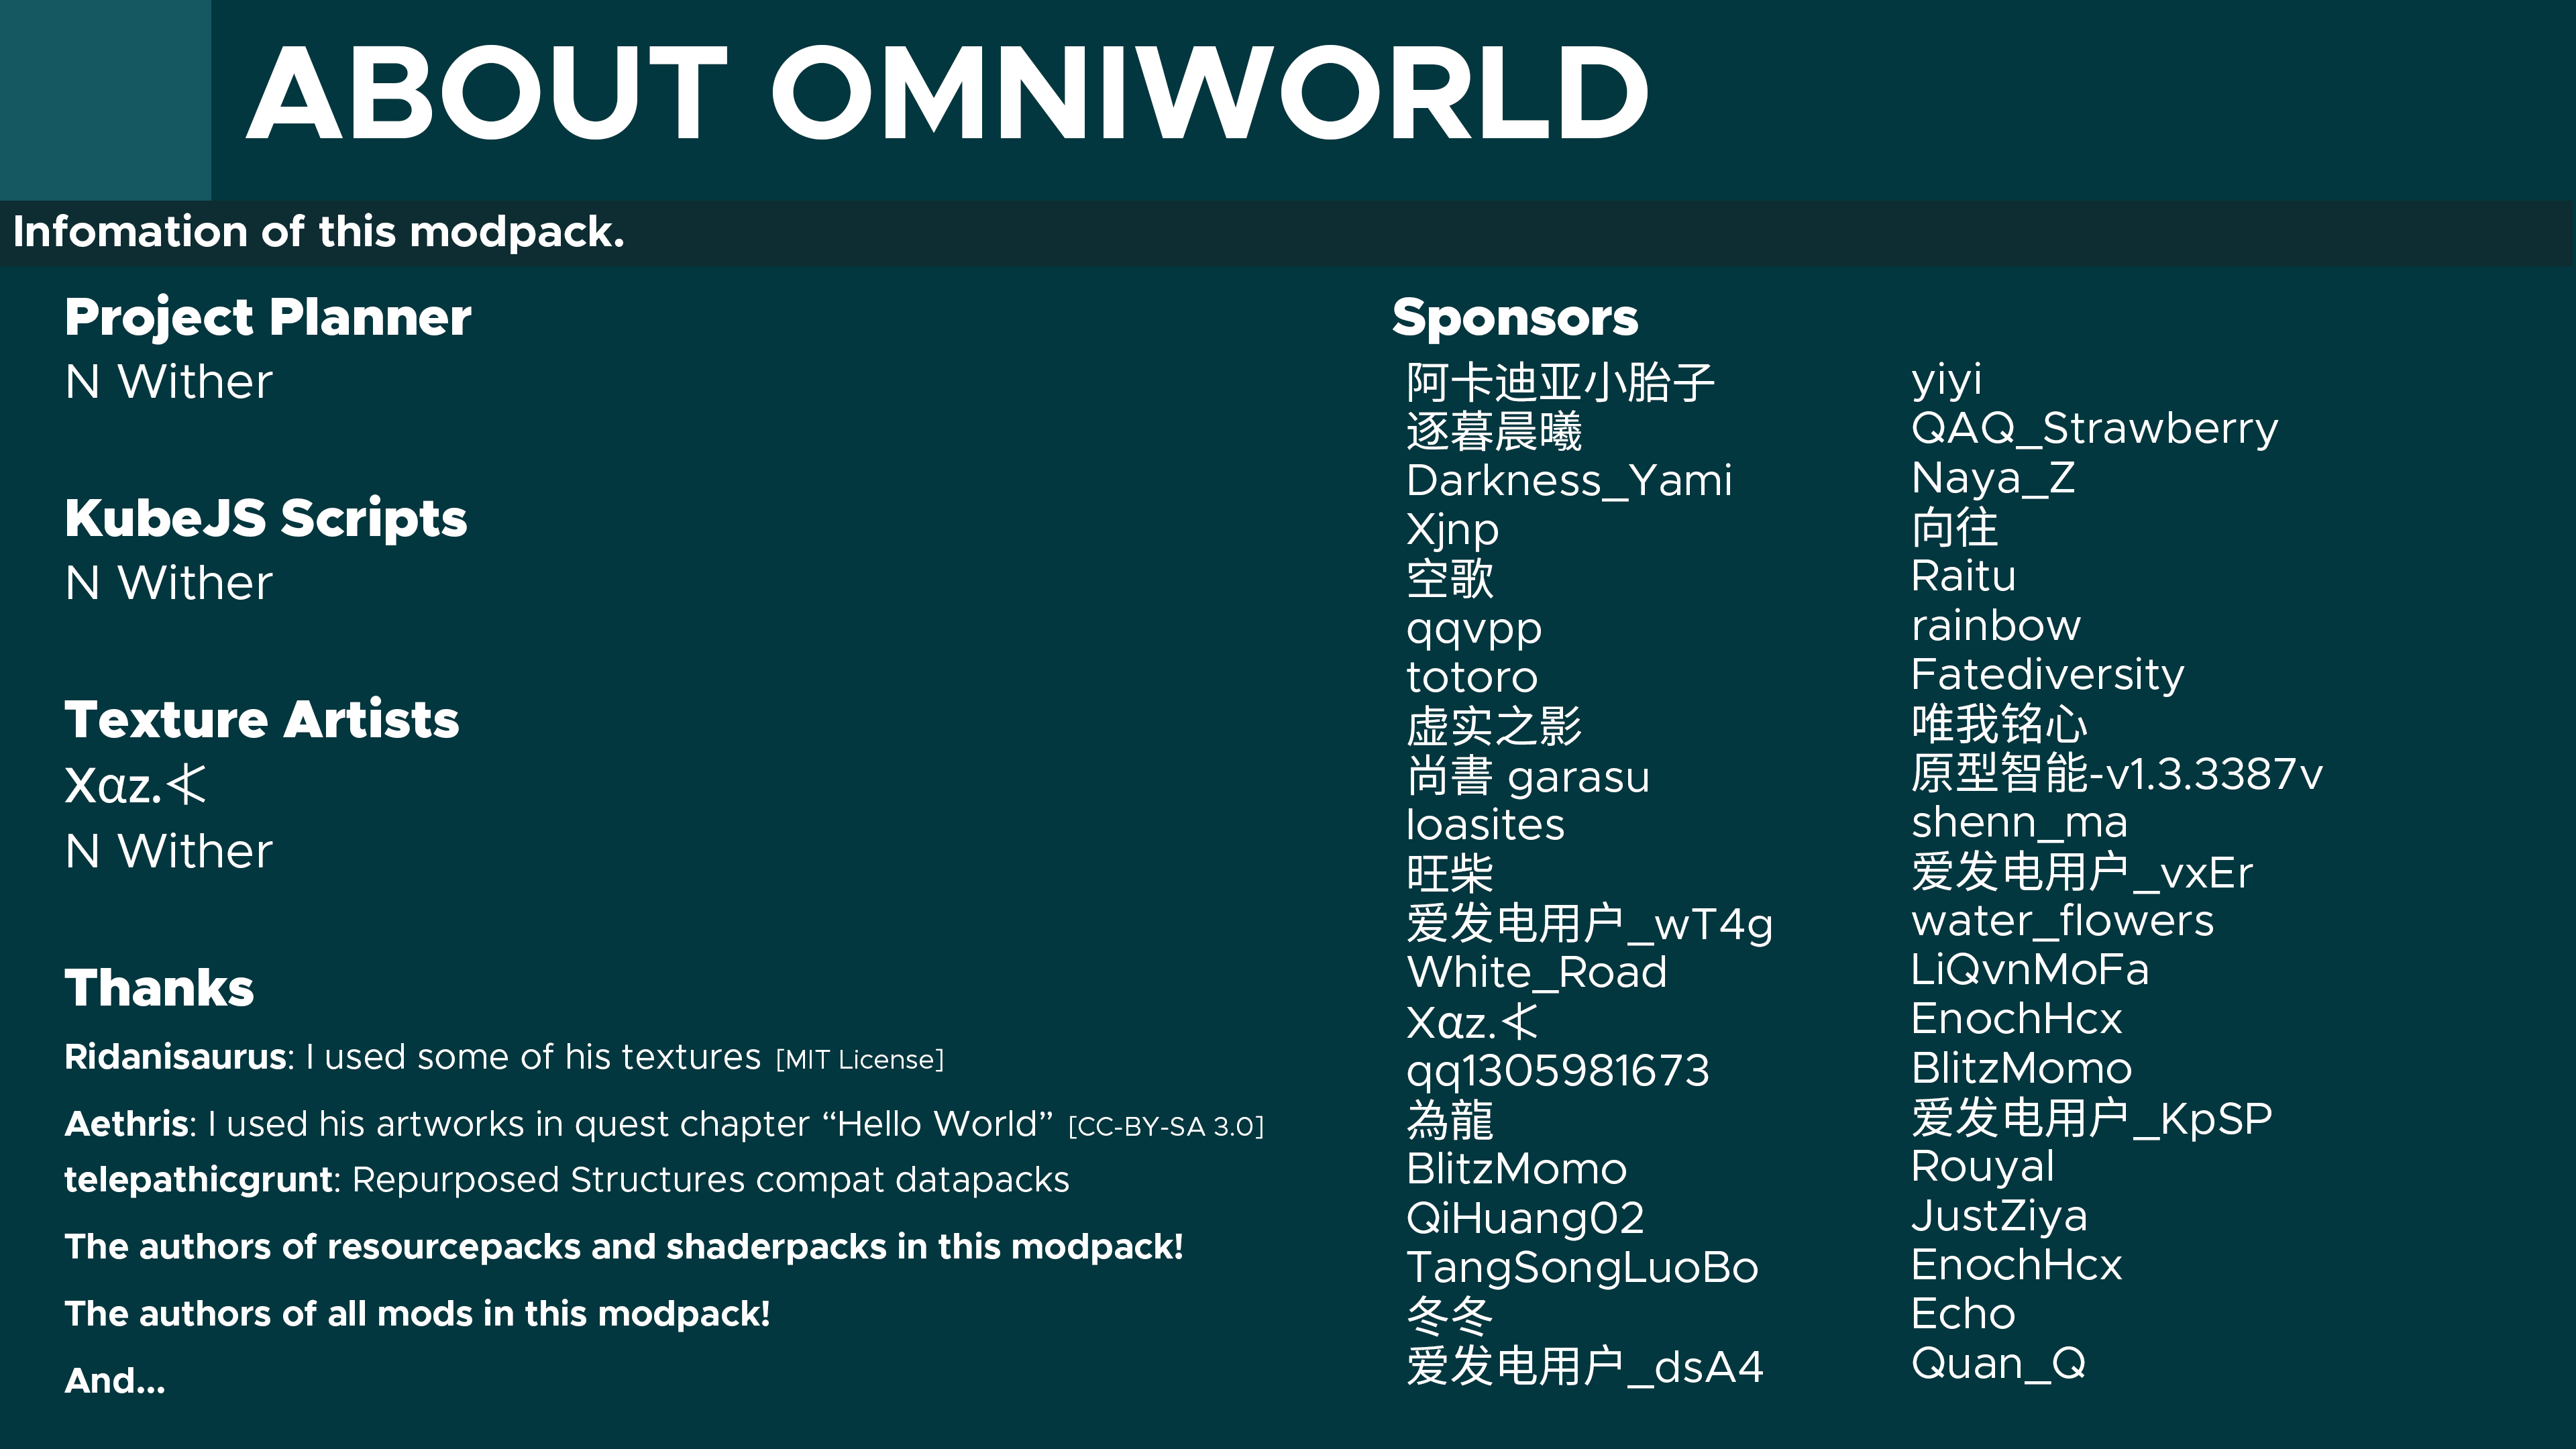 ABOUT OMNIWORLD
Infomation of this modpack.
Project Planner
N Wither
KubeJS Scripts
N Wither
Texture Artists
Xαz.⦓
N Wither
Thanks
Ridanisaurus: I used some of his textures [MIT License]
Aethris: I used his artworks in quest chapter “Hello World” [CC-BY-SA 3.0]
telepathicgrunt: Repurposed Structures compat datapacks
The authors of resourcepacks and shaderpacks in this modpack!
The authors of all mods in this modpack!
And...
Sponsors
阿卡迪亚小胎子
逐暮晨曦
Darkness_Yami
Xjnp
空歌
qqvpp
totoro
虚实之影
尚書 garasu
loasites
旺柴
爱发电用户_wT4g
White_Road
Xαz.⦓
qq1305981673
為龍
BlitzMomo
QiHuang02
TangSongLuoBo
冬冬
爱发电用户_dsA4
yiyi
QAQ_Strawberry
Naya_Z
向往
Raitu
rainbow
Fatediversity
唯我铭心
原型智能-v1.3.3387v
shenn_ma
爱发电用户_vxEr
water_flowers
LiQvnMoFa
EnochHcx
BlitzMomo
爱发电用户_KpSP
Rouyal
JustZiya
EnochHcx
Echo
Quan_Q